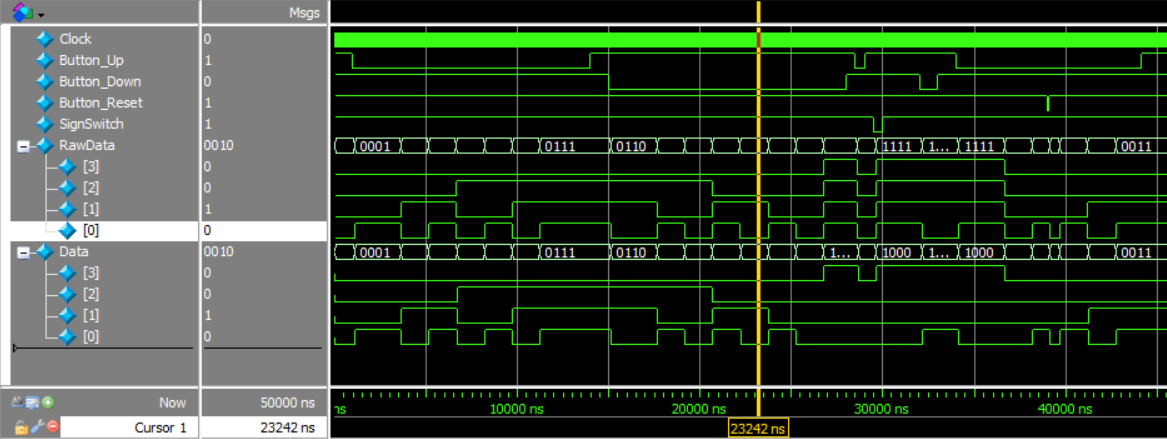 Msgs
Clock 0
Button_Up 1
Button_Down 0
Button_Reset 1
SignSwitch 1
RawData 0010 0001 0111 0110 1111 1... 1111 0011
[3] 0
[2] 0
[1] 1
[0] 0
Data 0010 0001 0111 0110 1... 1000 1... 1000 0011
[3] 0
[2] 0
[1] 1
[0] 0
Now 50000 ns ns 10000 ns 20000 ns 30000 ns 40000 ns
Cursor 1 23242 ns 23242 ns